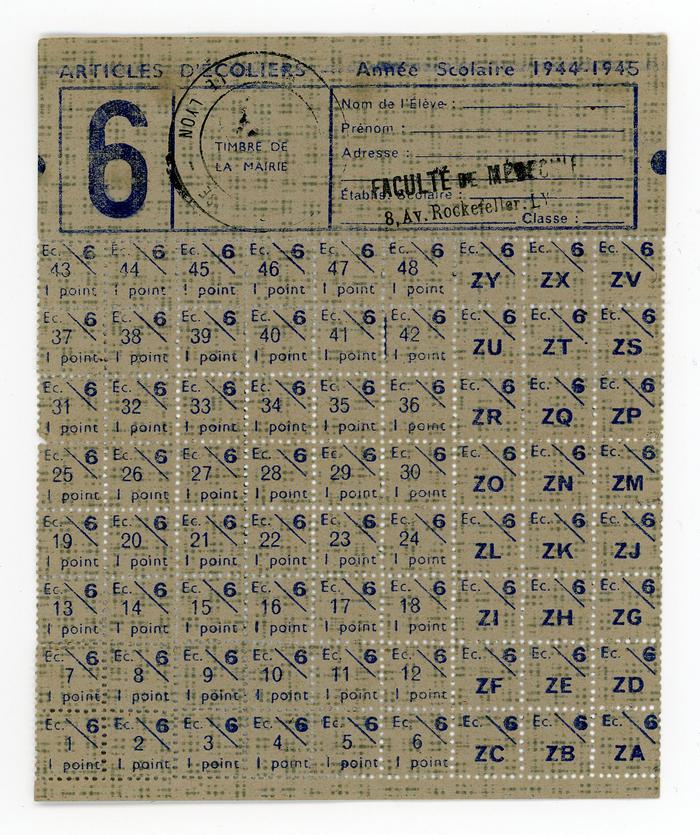 ARTICLES D'ÉCOLIERS — Année Scolaire 1944-1945
6
LYON
TIMBRE DE
LA MAIRIE
Nom de l'Élève :
Prénom :
Adresse :
Établis. Scolaire :
FACULTÉ DE MÉDECINE
8, Av. Rockefeller. LY
Classe :
Ec. 6 Ec. 6 Ec. 6 Ec. 6 Ec. 6 Ec. 6 Ec. 6 Ec. 6 Ec. 6
43 44 45 46 47 48 ZY ZX ZV
1 point 1 point 1 point 1 point 1 point 1 point
Ec. 6 Ec. 6 Ec. 6 Ec. 6 Ec. 6 Ec. 6 Ec. 6 Ec. 6 Ec. 6
37 38 39 40 41 42 ZU ZT ZS
1 point 1 point 1 point 1 point 1 point 1 point
Ec. 6 Ec. 6 Ec. 6 Ec. 6 Ec. 6 Ec. 6 Ec. 6 Ec. 6 Ec. 6
31 32 33 34 35 36 ZR ZQ ZP
1 point 1 point 1 point 1 point 1 point 1 point
Ec. 6 Ec. 6 Ec. 6 Ec. 6 Ec. 6 Ec. 6 Ec. 6 Ec. 6 Ec. 6
25 26 27 28 29 30 ZO ZN ZM
1 point 1 point 1 point 1 point 1 point 1 point
Ec. 6 Ec. 6 Ec. 6 Ec. 6 Ec. 6 Ec. 6 Ec. 6 Ec. 6 Ec. 6
19 20 21 22 23 24 ZL ZK ZJ
1 point 1 point 1 point 1 point 1 point 1 point
Ec. 6 Ec. 6 Ec. 6 Ec. 6 Ec. 6 Ec. 6 Ec. 6 Ec. 6 Ec. 6
13 14 15 16 17 18 ZI ZH ZG
1 point 1 point 1 point 1 point 1 point 1 point
Ec. 6 Ec. 6 Ec. 6 Ec. 6 Ec. 6 Ec. 6 Ec. 6 Ec. 6 Ec. 6
7 8 9 10 11 12 ZF ZE ZD
1 point 1 point 1 point 1 point 1 point 1 point
Ec. 6 Ec. 6 Ec. 6 Ec. 6 Ec. 6 Ec. 6 Ec. 6 Ec. 6 Ec. 6
1 2 3 4 5 6 ZC ZB ZA
1 point 1 point 1 point 1 point 1 point 1 point